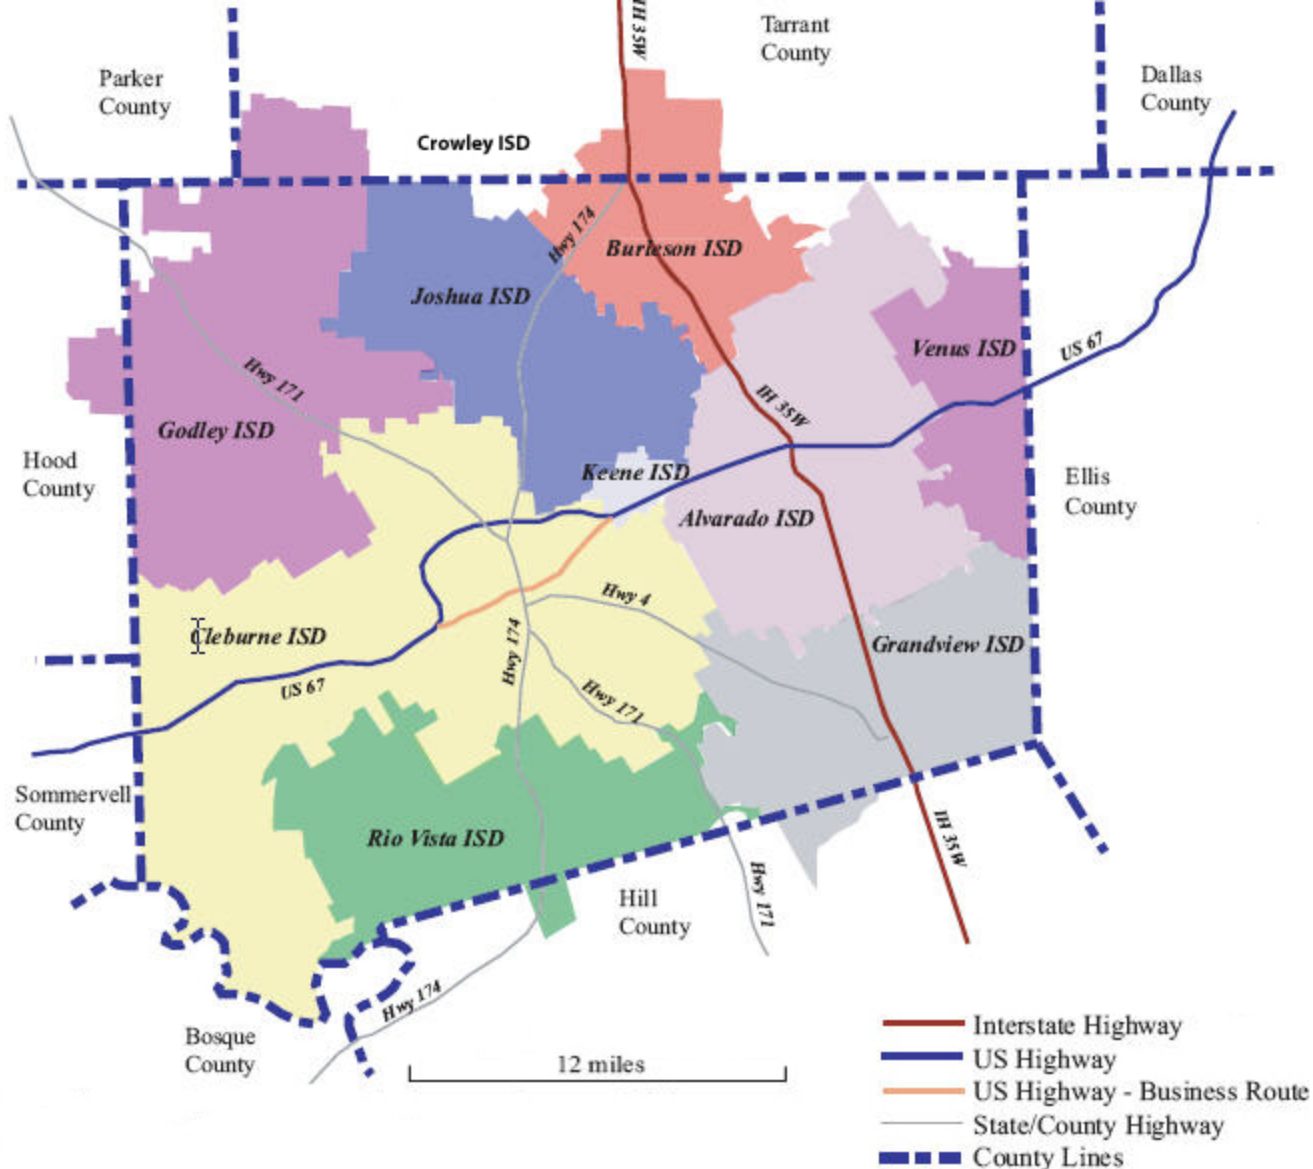 IH 35W
Tarrant
County
Parker
County
Dallas
County
Crowley ISD
Hwy 174
Burleson ISD
Joshua ISD
Venus ISD
US 67
Hwy 171
IH 35W
Godley ISD
Hood
County
Keene ISD
Ellis
County
Alvarado ISD
Hwy 4
Cleburne ISD
Hwy 174
Grandview ISD
US 67
Hwy 171
Sommervell
County
Rio Vista ISD
IH 35W
Hwy 171
Hill
County
Hwy 174
Bosque
County
12 miles
Interstate Highway
US Highway
US Highway - Business Route
State/County Highway
County Lines